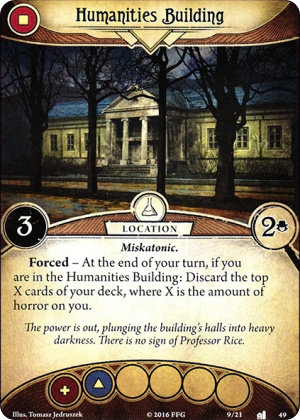 Humanities Building
3
LOCATION
2
Miskatonic.
Forced – At the end of your turn, if you
are in the Humanities Building: Discard the top
X cards of your deck, where X is the amount of
horror on you.
The power is out, plunging the building's halls into heavy
darkness. There is no sign of Professor Rice.
Illus. Tomasz Jedruszek
© 2016 FFG
9/21
49